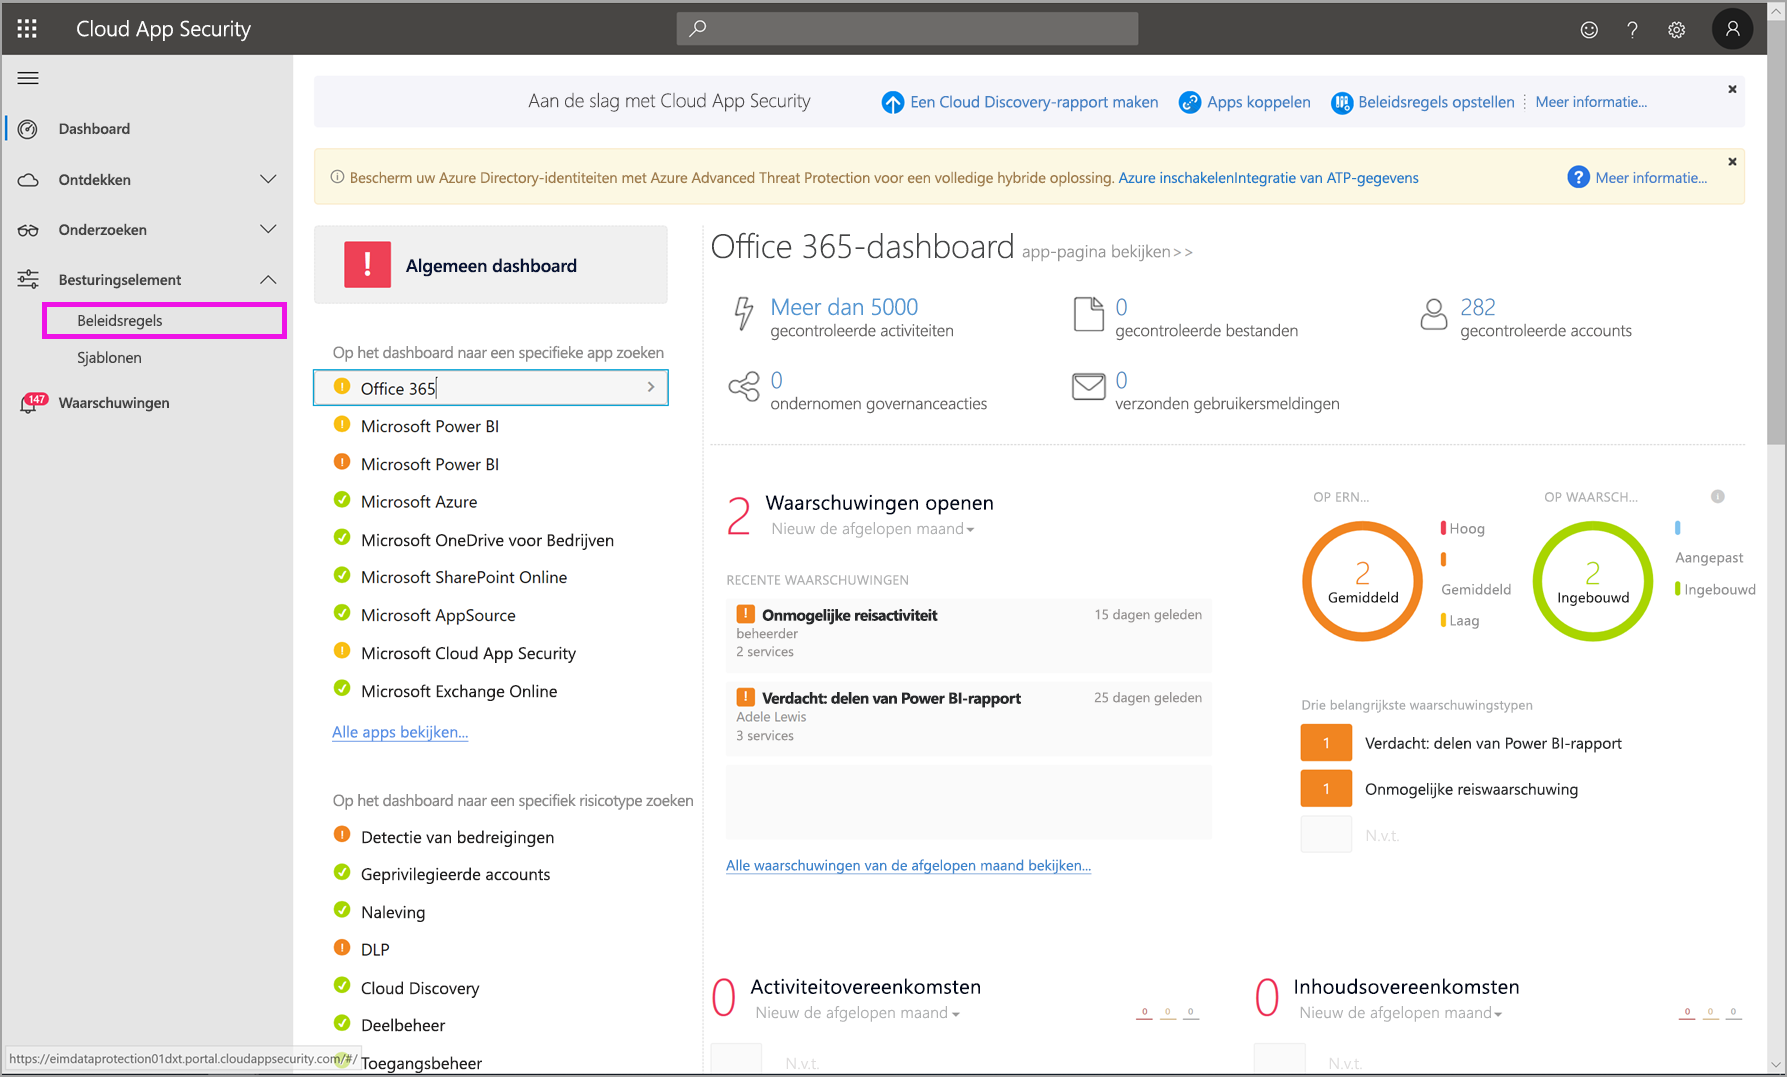 Cloud App Security
Dashboard
Ontdekken
Onderzoeken
Besturingselement
Beleidsregels
Sjablonen
147
Waarschuwingen
Aan de slag met Cloud App Security
Een Cloud Discovery-rapport maken
Apps koppelen
Beleidsregels opstellen
Meer informatie...
Bescherm uw Azure Directory-identiteiten met Azure Advanced Threat Protection voor een volledige hybride oplossing. Azure inschakelenIntegratie van ATP-gegevens
Meer informatie...
Algemeen dashboard
Op het dashboard naar een specifieke app zoeken
Office 365
Microsoft Power BI
Microsoft Power BI
Microsoft Azure
Microsoft OneDrive voor Bedrijven
Microsoft SharePoint Online
Microsoft AppSource
Microsoft Cloud App Security
Microsoft Exchange Online
Alle apps bekijken...
Op het dashboard naar een specifiek risicotype zoeken
Detectie van bedreigingen
Geprivilegieerde accounts
Naleving
DLP
Cloud Discovery
Deelbeheer
Toegangsbeheer
https://eimdataprotection01dxt.portal.cloudappsecurity.com/#/
Office 365-dashboard app-pagina bekijken>>
Meer dan 5000
gecontroleerde activiteiten
0
gecontroleerde bestanden
282
gecontroleerde accounts
0
ondernomen governanceacties
0
verzonden gebruikersmeldingen
2 Waarschuwingen openen
Nieuw de afgelopen maand
RECENTE WAARSCHUWINGEN
Onmogelijke reisactiviteit
15 dagen geleden
beheerder
2 services
Verdacht: delen van Power BI-rapport
25 dagen geleden
Adele Lewis
3 services
Alle waarschuwingen van de afgelopen maand bekijken...
OP ERN...
2
Gemiddeld
Hoog
Gemiddeld
Laag
OP WAARSCH...
2
Ingebouwd
Aangepast
Ingebouwd
Drie belangrijkste waarschuwingstypen
1 Verdacht: delen van Power BI-rapport
1 Onmogelijke reiswaarschuwing
N.v.t.
0 Activiteitovereenkomsten
Nieuw de afgelopen maand
0 0 0
N.v.t.
0 Inhoudsovereenkomsten
Nieuw de afgelopen maand
0 0 0
N.v.t.